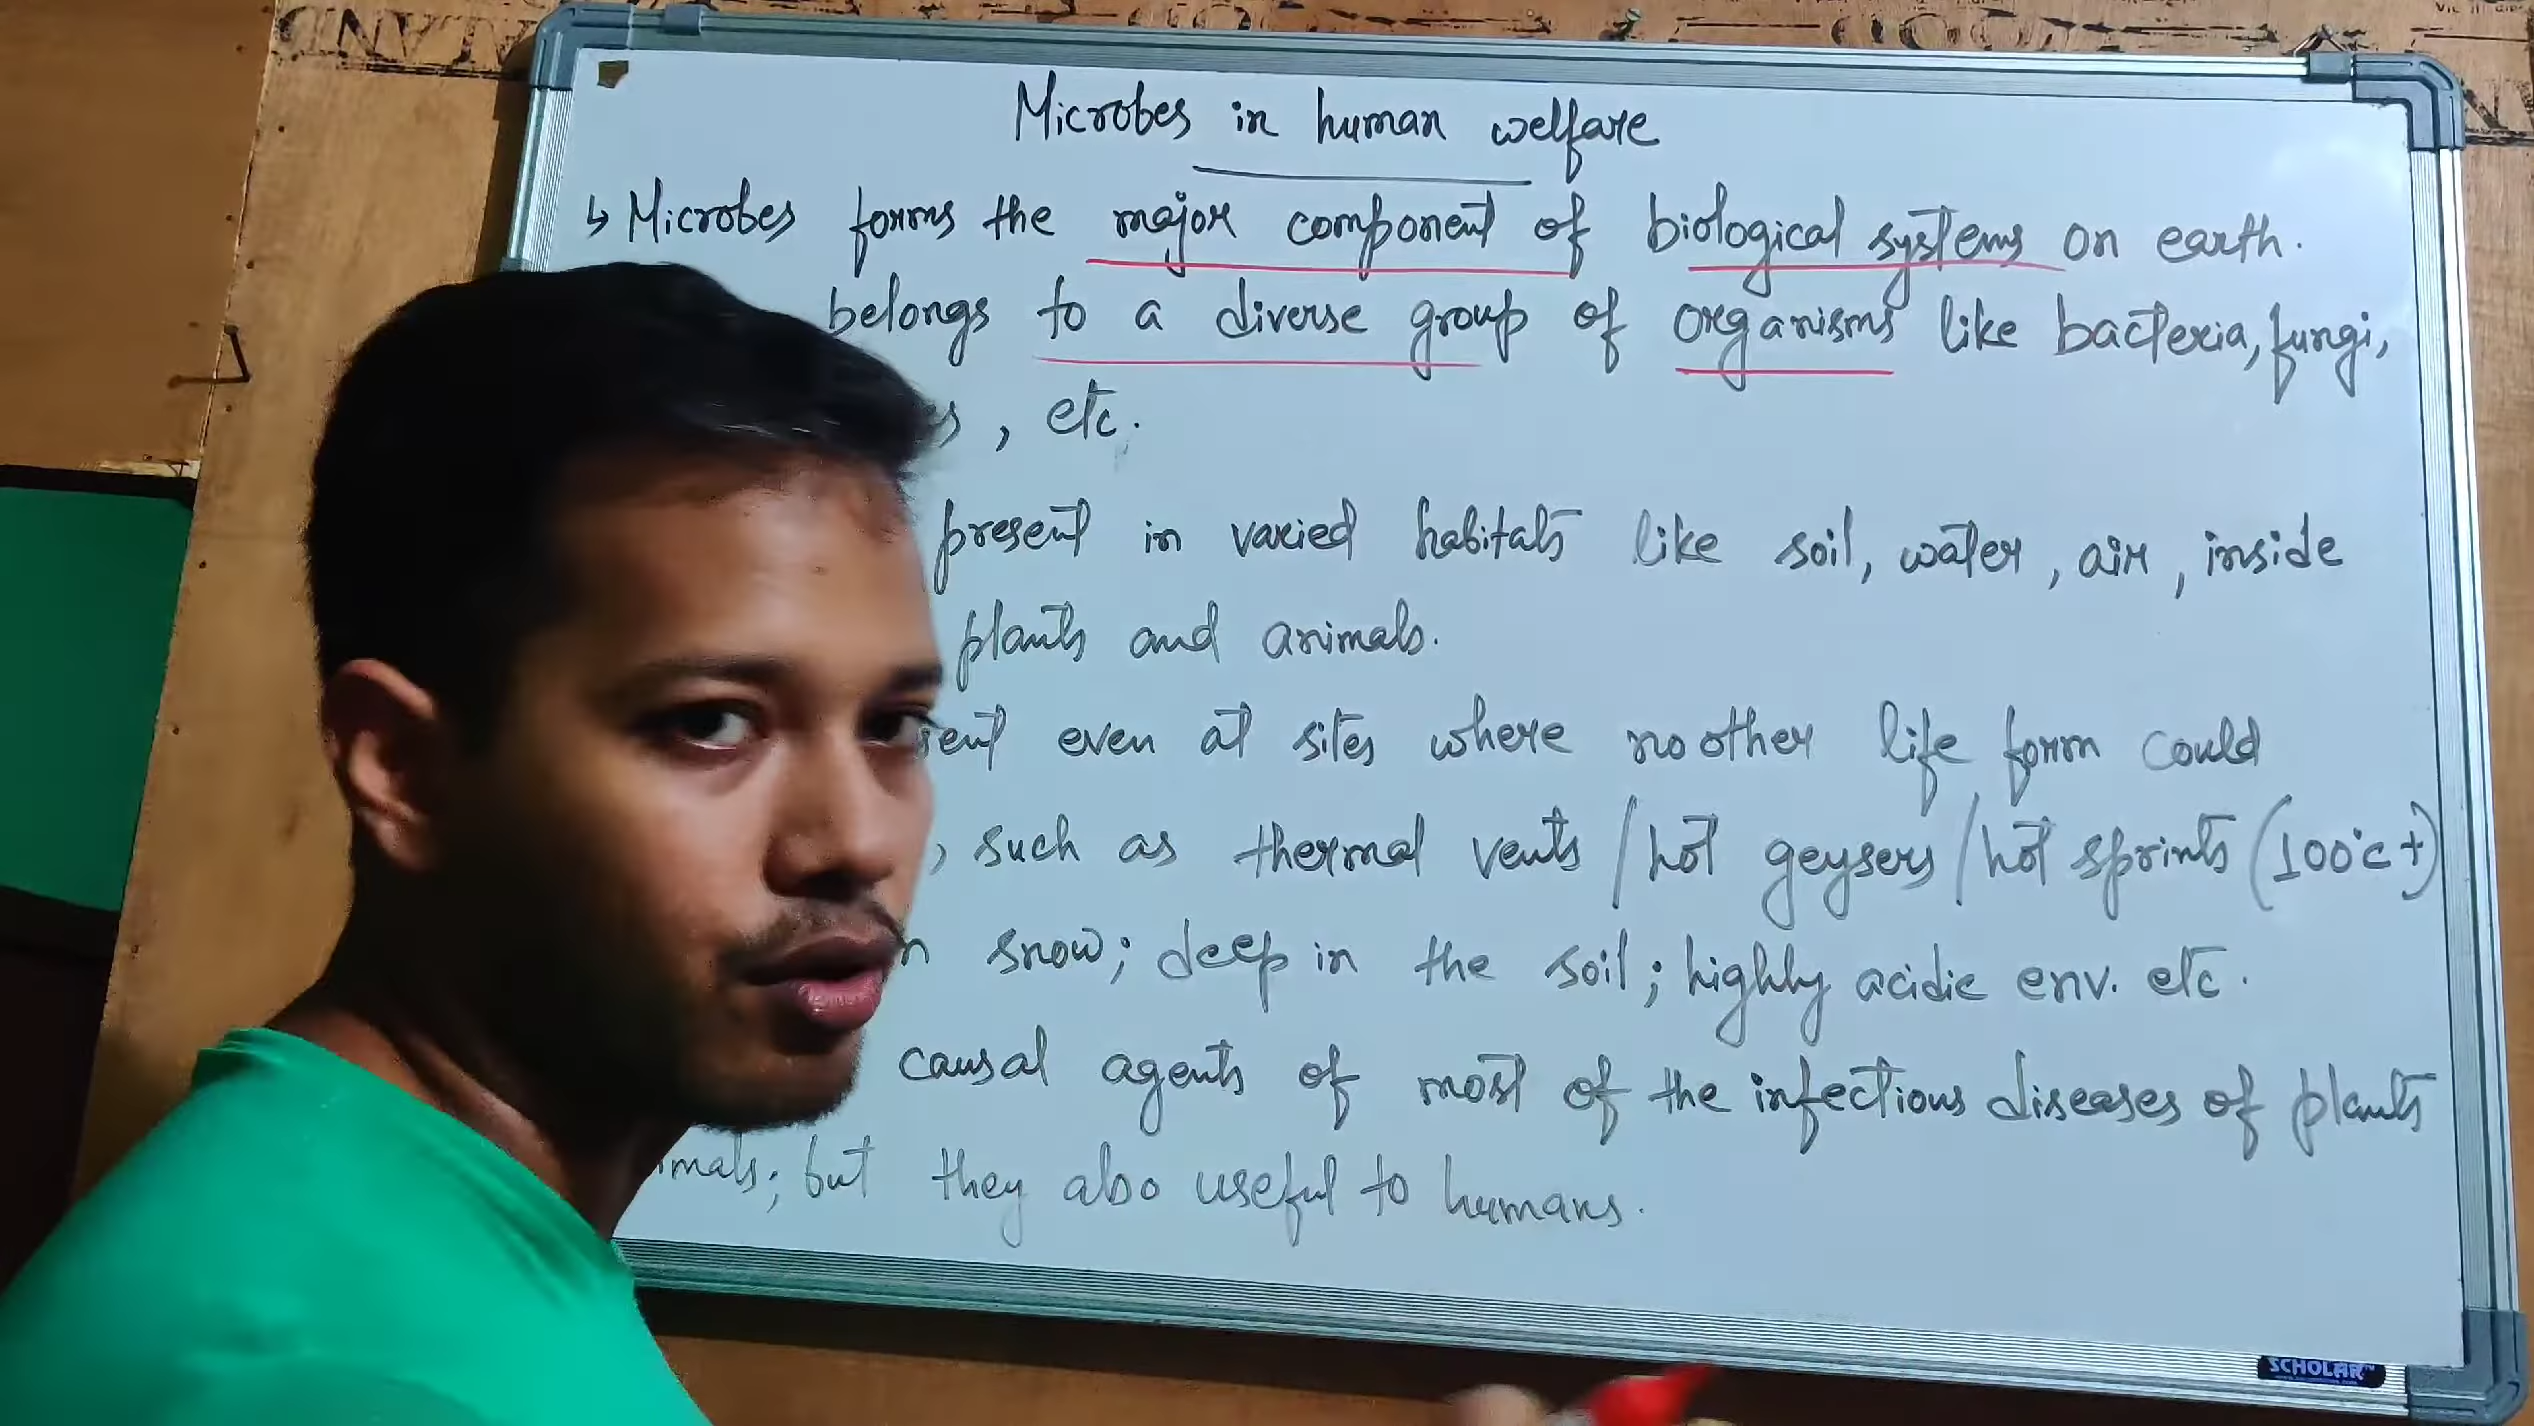 Microbes in human welfare
↳ Microbes forms the major component of biological systems on earth.
belongs to a diverse group of organisms like bacteria, fungi,
s, etc.
present in varied habitats like soil, water, air, inside
plants and animals.
sent even at sites where no other life form could
, such as thermal vents / hot geysers / hot sprints (100°c+)
n snow; deep in the soil; highly acidic env. etc.
causal agents of most of the infectious diseases of plants
imals; but they also useful to humans.
SCHOLAR